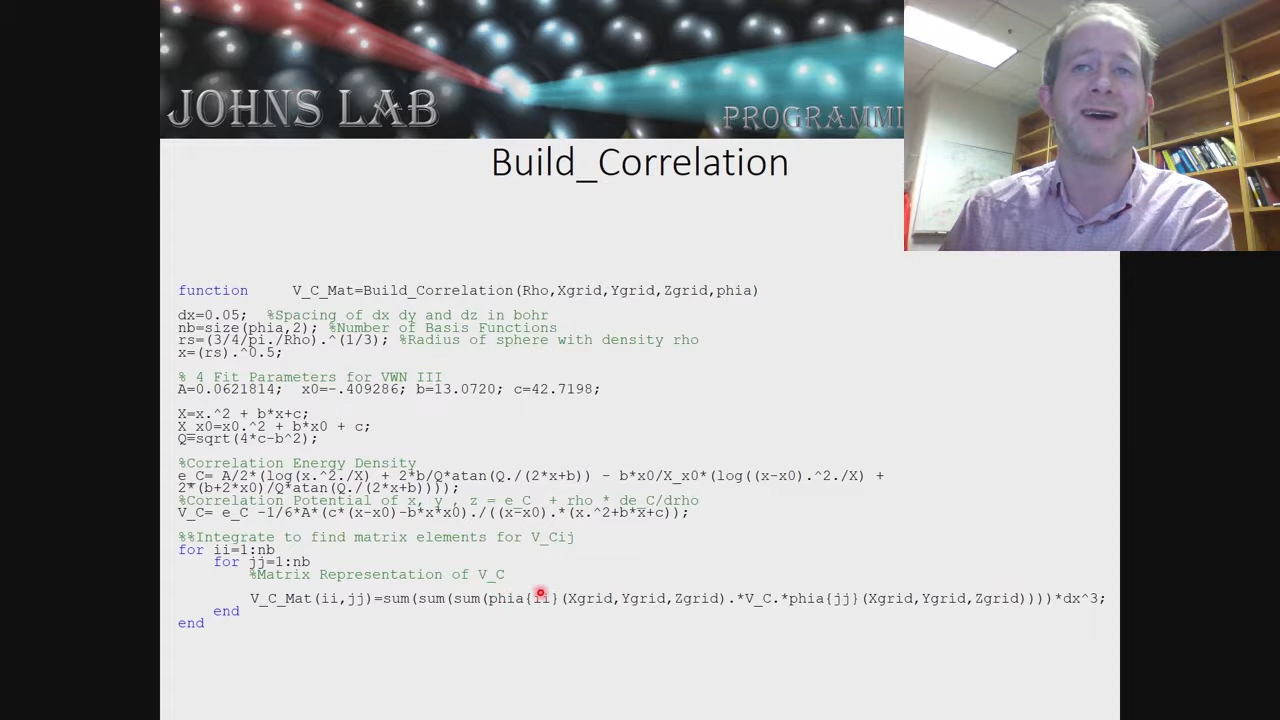 JOHNS LAB
PROGRAMMI
Build_Correlation
function     V_C_Mat=Build_Correlation(Rho,Xgrid,Ygrid,Zgrid,phia)
dx=0.05;  %Spacing of dx dy and dz in bohr
nb=size(phia,2); %Number of Basis Functions
rs=(3/4/pi./Rho).^(1/3); %Radius of sphere with density rho
x=(rs).^0.5;
% 4 Fit Parameters for VWN III
A=0.0621814;  x0=-.409286; b=13.0720; c=42.7198;
X=x.^2 + b*x+c;
X_x0=x0.^2 + b*x0 + c;
Q=sqrt(4*c-b^2);
%Correlation Energy Density
e_C= A/2*(log(x.^2./X) + 2*b/Q*atan(Q./(2*x+b)) - b*x0/X_x0*(log((x-x0).^2./X) +
2*(b+2*x0)/Q*atan(Q./(2*x+b))));
%Correlation Potential of x, y , z = e_C  + rho * de_C/drho
V_C= e_C -1/6*A*(c*(x-x0)-b*x*x0)./((x-x0).*(x.^2+b*x+c));
%%Integrate to find matrix elements for V_Cij
for ii=1:nb
    for jj=1:nb
        %Matrix Representation of V_C
        V_C_Mat(ii,jj)=sum(sum(sum(phia{ii}(Xgrid,Ygrid,Zgrid).*V_C.*phia{jj}(Xgrid,Ygrid,Zgrid))))*dx^3;
    end
end